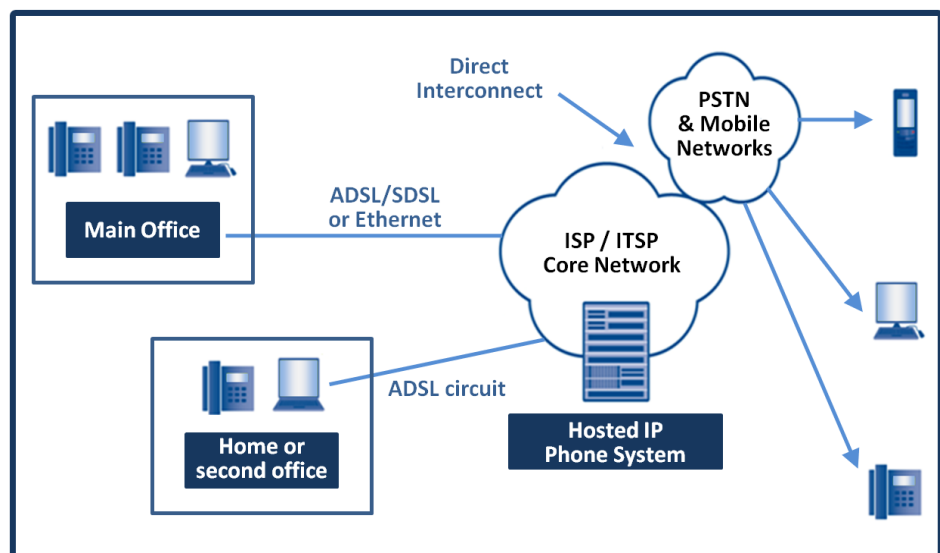 Direct
Interconnect
PSTN
& Mobile
Networks
ADSL/SDSL
or Ethernet
Main Office
ISP / ITSP
Core Network
ADSL circuit
Home or
second office
Hosted IP
Phone System